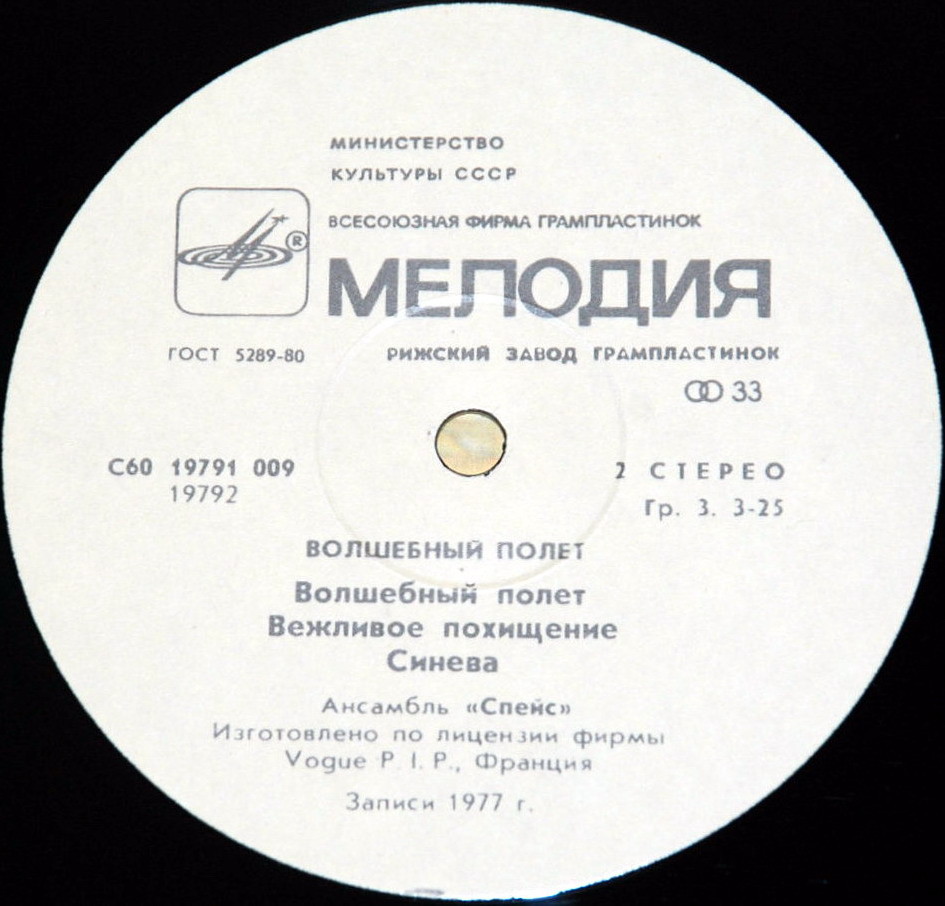 МИНИСТЕРСТВО
КУЛЬТУРЫ СССР
ВСЕСОЮЗНАЯ ФИРМА ГРАМПЛАСТИНОК
®
МЕЛОДИЯ
ГОСТ 5289-80 РИЖСКИЙ ЗАВОД ГРАМПЛАСТИНОК
33
С60 19791 009 2 СТЕРЕО
19792 Гр. 3. 3-25
ВОЛШЕБНЫЙ ПОЛЕТ
Волшебный полет
Вежливое похищение
Синева
Ансамбль «Спейс»
Изготовлено по лицензии фирмы
Vogue P. I. P., Франция
Записи 1977 г.